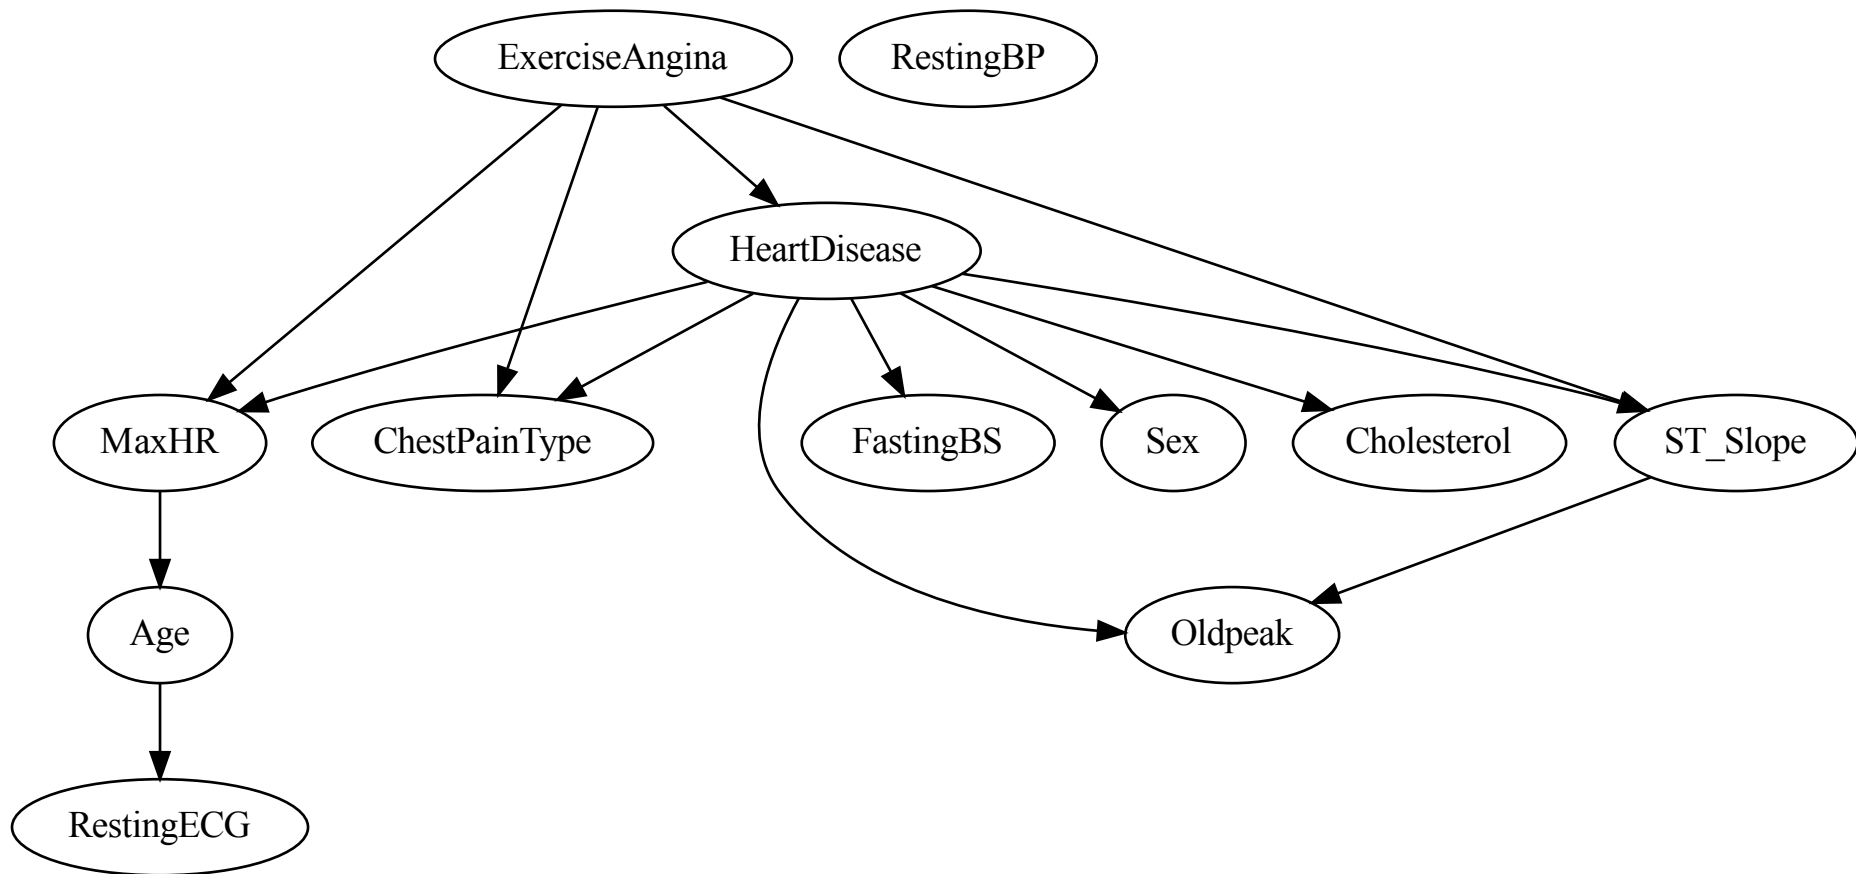 ExerciseAngina
RestingBP
HeartDisease
MaxHR
ChestPainType
FastingBS
Sex
Cholesterol
ST_Slope
Age
Oldpeak
RestingECG